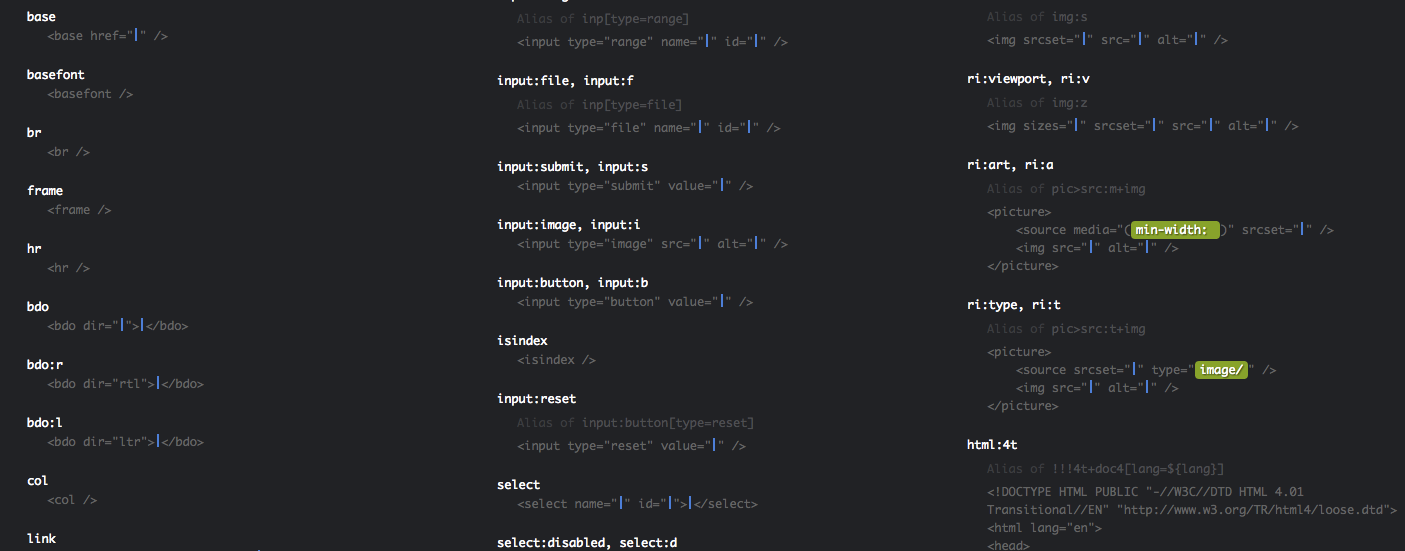 base
<base href="" />
basefont
<basefont />
br
<br />
frame
<frame />
hr
<hr />
bdo
<bdo dir=""></bdo>
bdo:r
<bdo dir="rtl"></bdo>
bdo:l
<bdo dir="ltr"></bdo>
col
<col />
link
Alias of inp[type=range]
<input type="range" name="" id="" />
input:file, input:f
Alias of inp[type=file]
<input type="file" name="" id="" />
input:submit, input:s
<input type="submit" value="" />
input:image, input:i
<input type="image" src="" alt="" />
input:button, input:b
<input type="button" value="" />
isindex
<isindex />
input:reset
Alias of input:button[type=reset]
<input type="reset" value="" />
select
<select name="" id=""></select>
select:disabled, select:d
Alias of img:s
<img srcset="" src="" alt="" />
ri:viewport, ri:v
Alias of img:z
<img sizes="" srcset="" src="" alt="" />
ri:art, ri:a
Alias of pic>src:m+img
<picture>
<source media="(min-width: )" srcset="" />
<img src="" alt="" />
</picture>
ri:type, ri:t
Alias of pic>src:t+img
<picture>
<source srcset="" type="image/" />
<img src="" alt="" />
</picture>
html:4t
Alias of !!!4t+doc4[lang=${lang}]
<!DOCTYPE HTML PUBLIC "-//W3C//DTD HTML 4.01
Transitional//EN" "http://www.w3.org/TR/html4/loose.dtd">
<html lang="en">
<head>